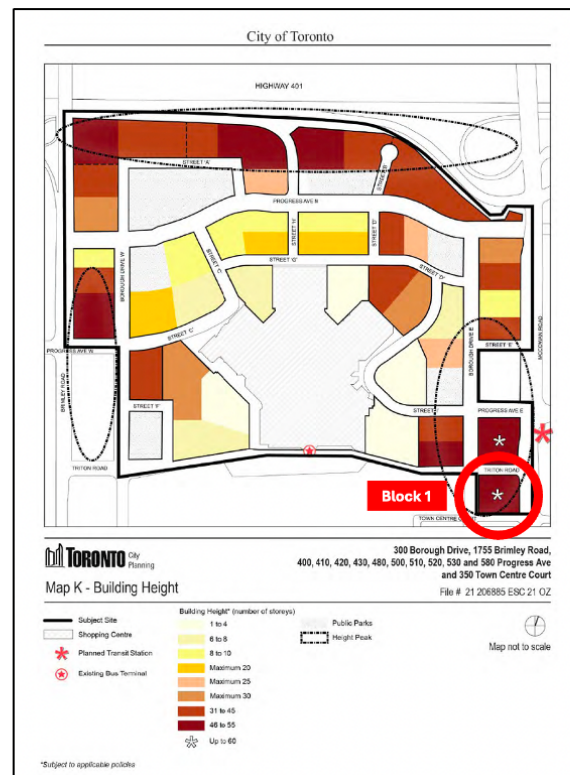 City of Toronto
HIGHWAY 401
STREET 'A'
STREET 'B'
PROGRESS AVE N
STREET 'H'
STREET 'D'
BOROUGH DRIVE W
STREET 'C'
STREET 'G'
STREET 'D'
BOROUGH DRIVE E
MCCOWAN ROAD
STREET 'C'
STREET 'E'
PROGRESS AVE W
BRIMLEY ROAD
STREET 'F'
PROGRESS AVE E
TRITON ROAD
TRITON ROAD
Block 1
TOWN CENTRE
TORONTO City Planning
Map K - Building Height
300 Borough Drive, 1755 Brimley Road,
400, 410, 420, 430, 480, 500, 510, 520, 530 and 580 Progress Ave
and 350 Town Centre Court
File # 21 206885 ESC 21 OZ
Subject Site
Shopping Centre
Planned Transit Station
Existing Bus Terminal
Building Height* (number of storeys)
1 to 4
6 to 8
8 to 10
Maximum 20
Maximum 25
Maximum 30
31 to 45
46 to 55
Up to 60
Public Parks
Height Peak
Map not to scale
*Subject to applicable policies